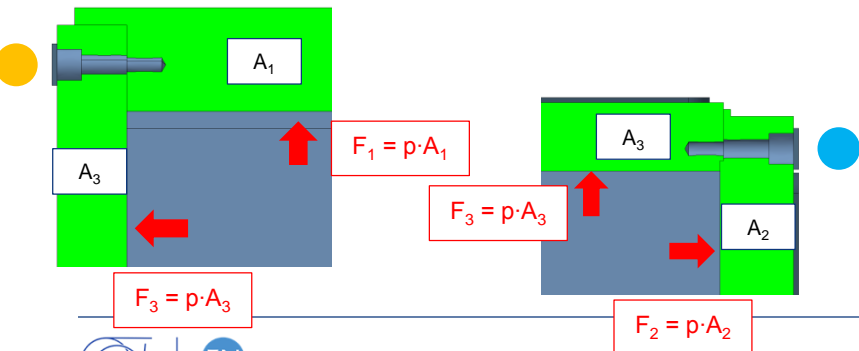 A₁
A₃
F₁ = p·A₁
A₃
F₃ = p·A₃
F₃ = p·A₃
A₂
F₂ = p·A₂